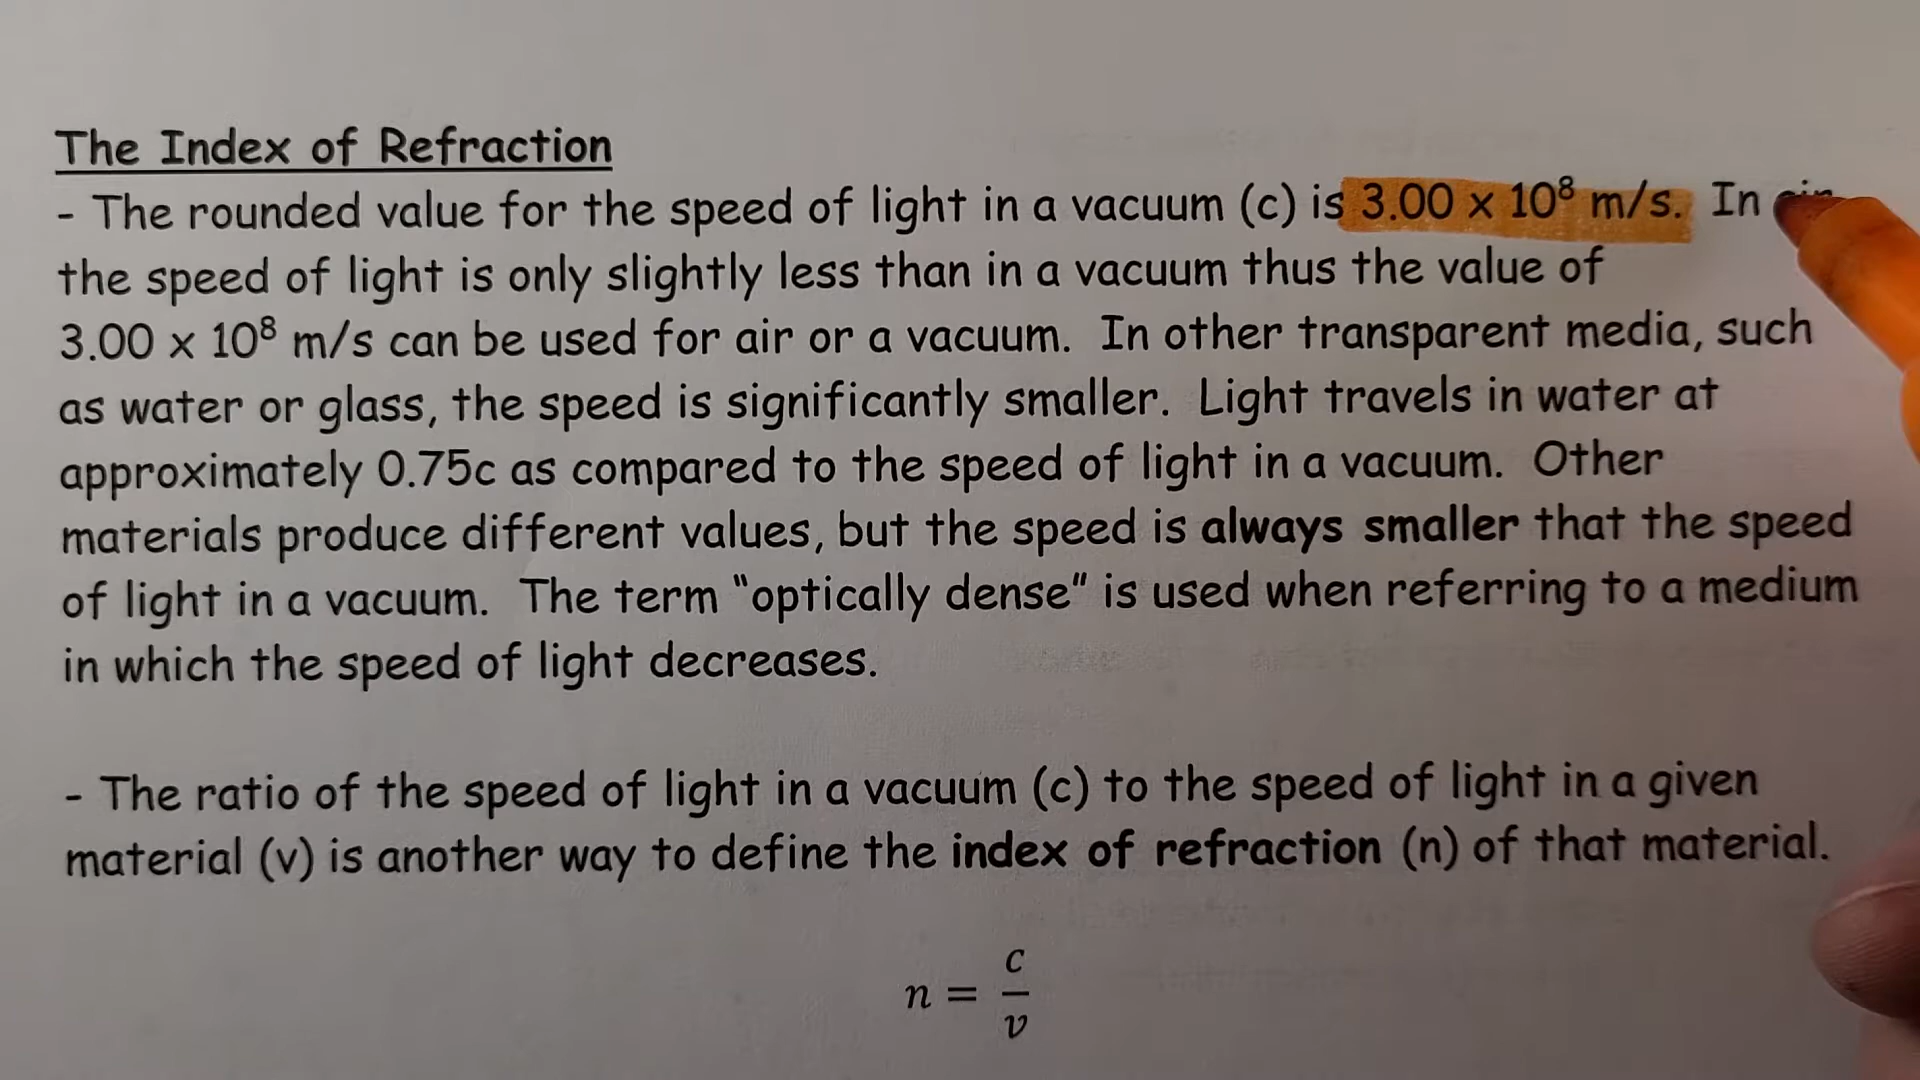 The Index of Refraction
- The rounded value for the speed of light in a vacuum (c) is 3.00 x 10⁸ m/s. In air
the speed of light is only slightly less than in a vacuum thus the value of
3.00 x 10⁸ m/s can be used for air or a vacuum. In other transparent media, such
as water or glass, the speed is significantly smaller. Light travels in water at
approximately 0.75c as compared to the speed of light in a vacuum. Other
materials produce different values, but the speed is always smaller that the speed
of light in a vacuum. The term "optically dense" is used when referring to a medium
in which the speed of light decreases.
- The ratio of the speed of light in a vacuum (c) to the speed of light in a given
material (v) is another way to define the index of refraction (n) of that material.
n = c/v